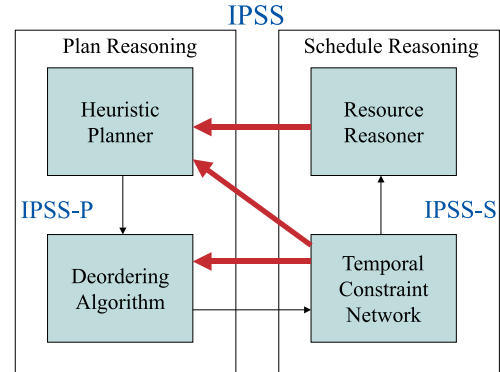 IPSS
Plan Reasoning
Schedule Reasoning
Heuristic
Planner
Resource
Reasoner
IPSS-P
IPSS-S
Deordering
Algorithm
Temporal
Constraint
Network